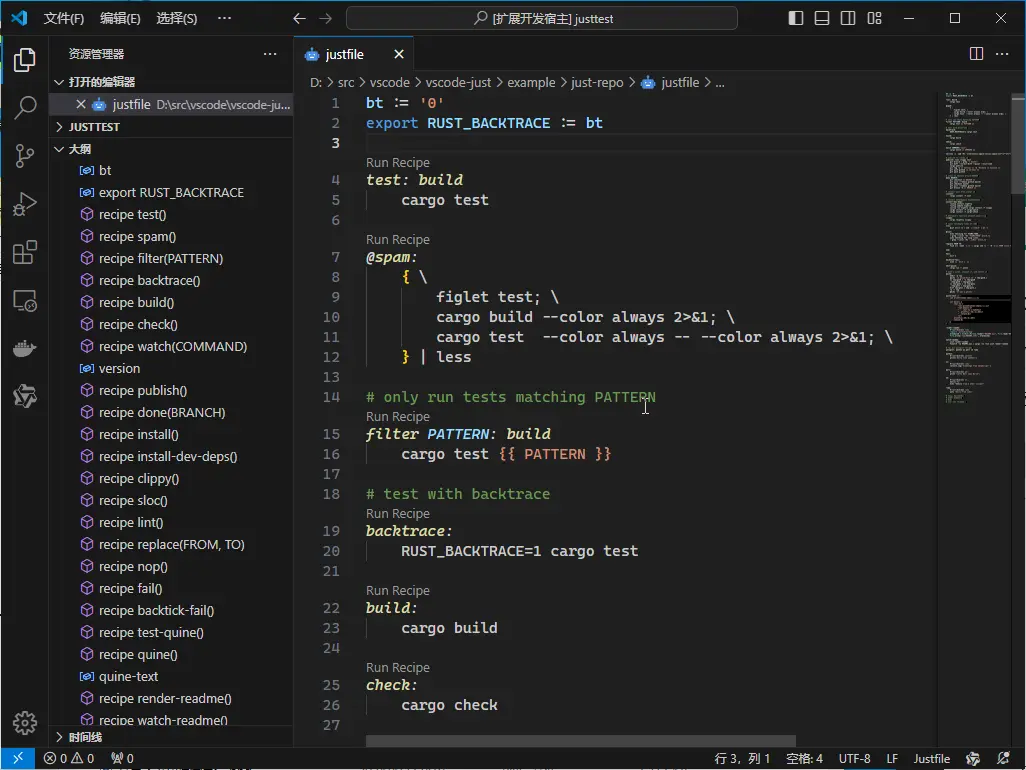 文件(F) 编辑(E) 选择(S) ··· [扩展开发宿主] justtest
资源管理器 ···
打开的编辑器
justfile D:\src\vscode\vscode-ju...
JUSTTEST
大纲
bt
export RUST_BACKTRACE
recipe test()
recipe spam()
recipe filter(PATTERN)
recipe backtrace()
recipe build()
recipe check()
recipe watch(COMMAND)
version
recipe publish()
recipe done(BRANCH)
recipe install()
recipe install-dev-deps()
recipe clippy()
recipe sloc()
recipe lint()
recipe replace(FROM, TO)
recipe nop()
recipe fail()
recipe backtick-fail()
recipe test-quine()
recipe quine()
quine-text
recipe render-readme()
recipe watch-readme()
时间线
justfile
D: > src > vscode > vscode-just > example > just-repo > justfile > ...
1 bt := '0'
2 export RUST_BACKTRACE := bt
3
Run Recipe
4 test: build
5 cargo test
6
Run Recipe
7 @spam:
8 { \
9 figlet test; \
10 cargo build --color always 2>&1; \
11 cargo test  --color always -- --color always 2>&1; \
12 } | less
13
14 # only run tests matching PATTERN
Run Recipe
15 filter PATTERN: build
16 cargo test {{ PATTERN }}
17
18 # test with backtrace
Run Recipe
19 backtrace:
20 RUST_BACKTRACE=1 cargo test
21
Run Recipe
22 build:
23 cargo build
24
Run Recipe
25 check:
26 cargo check
27
0 0 0 行 3，列 1 空格: 4 UTF-8 LF Justfile